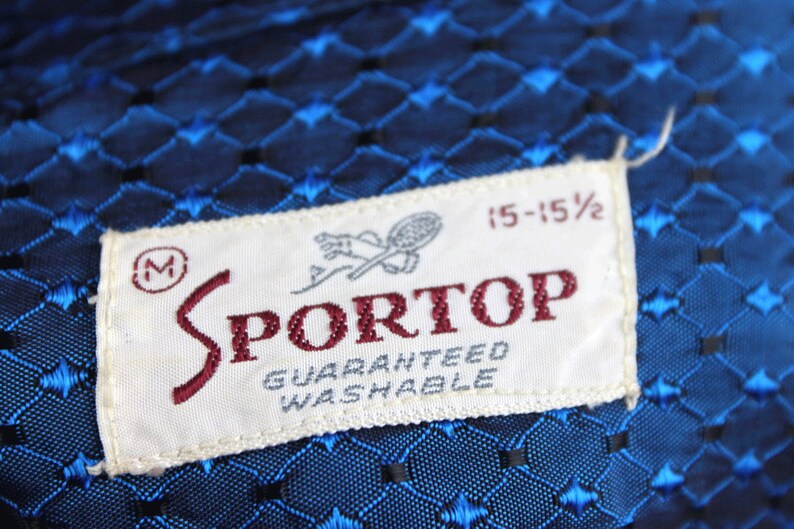 M 15-15½
SPORTOP
GUARANTEED
WASHABLE